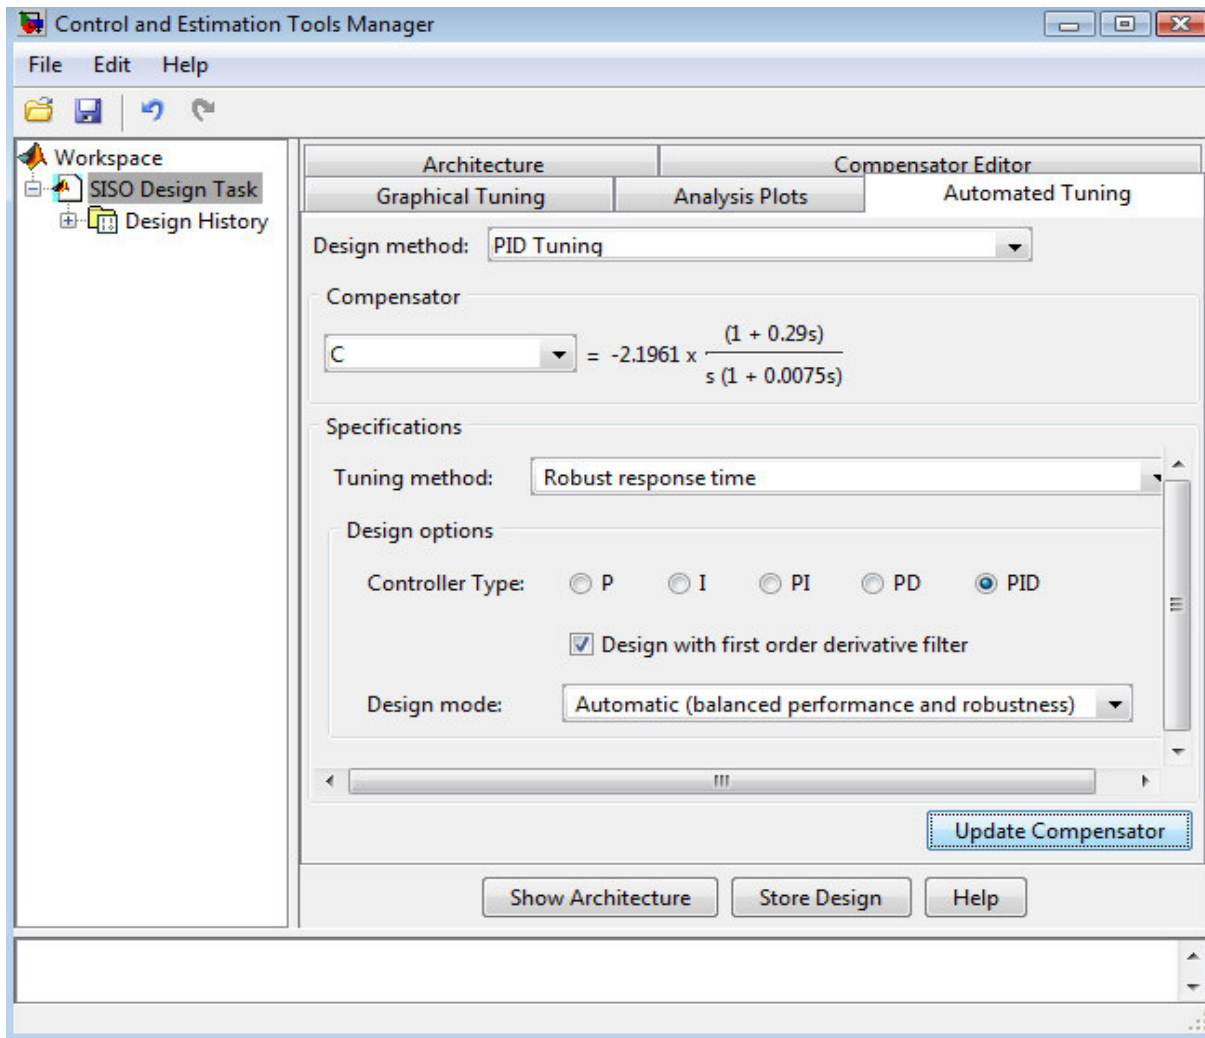 Control and Estimation Tools Manager
File Edit Help
Workspace
SISO Design Task
Design History
Architecture Compensator Editor
Graphical Tuning Analysis Plots Automated Tuning
Design method: PID Tuning
Compensator
C = -2.1961 x (1 + 0.29s)
s (1 + 0.0075s)
Specifications
Tuning method: Robust response time
Design options
Controller Type: P I PI PD PID
Design with first order derivative filter
Design mode: Automatic (balanced performance and robustness)
Update Compensator
Show Architecture Store Design Help